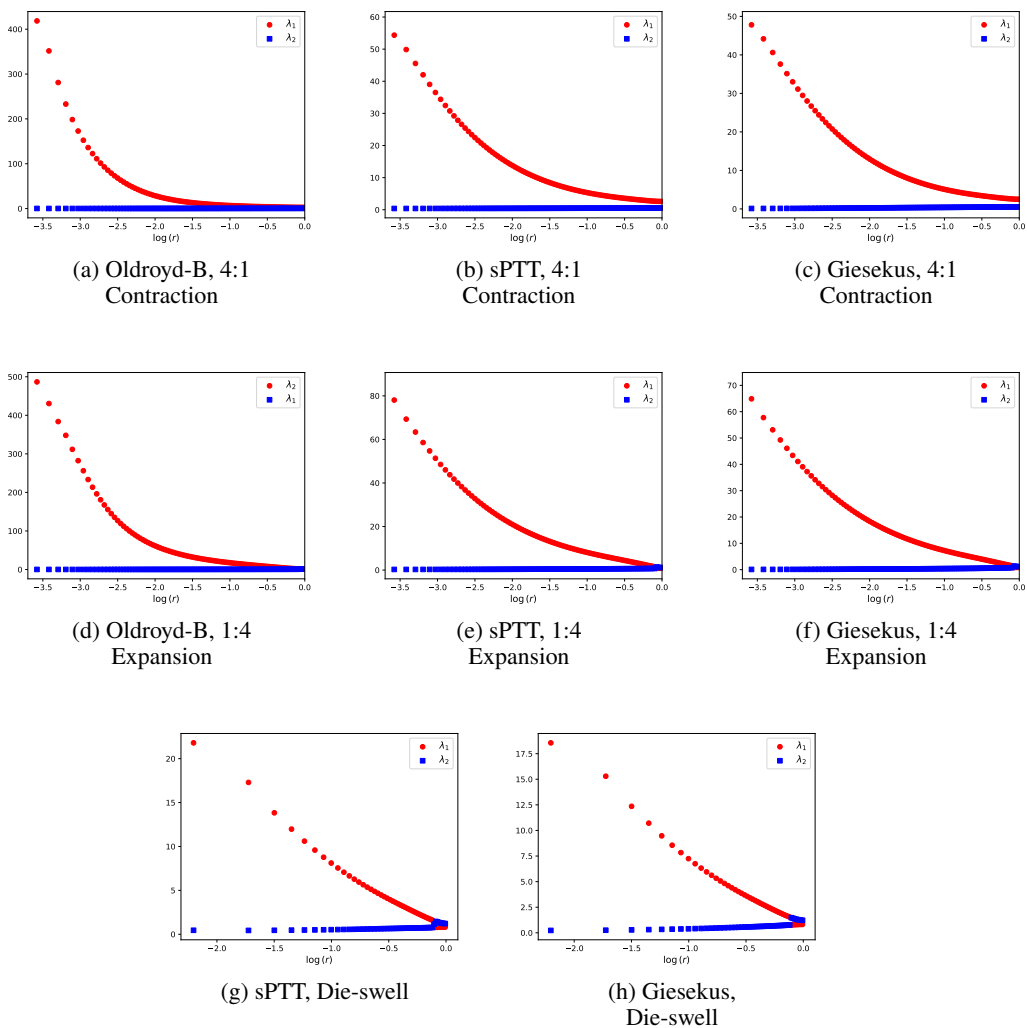 400
300
200
100
0
−3.5 −3.0 −2.5 −2.0 −1.5 −1.0 −0.5 0.0
log (r)
λ₁
λ₂
(a) Oldroyd-B, 4:1
Contraction
60
50
40
30
20
10
0
−3.5 −3.0 −2.5 −2.0 −1.5 −1.0 −0.5 0.0
log (r)
λ₁
λ₂
(b) sPTT, 4:1
Contraction
50
40
30
20
10
0
−3.5 −3.0 −2.5 −2.0 −1.5 −1.0 −0.5 0.0
log (r)
λ₁
λ₂
(c) Giesekus, 4:1
Contraction
500
400
300
200
100
0
−3.5 −3.0 −2.5 −2.0 −1.5 −1.0 −0.5 0.0
log (r)
λ₂
λ₁
(d) Oldroyd-B, 1:4
Expansion
80
60
40
20
0
−3.5 −3.0 −2.5 −2.0 −1.5 −1.0 −0.5 0.0
log (r)
λ₁
λ₂
(e) sPTT, 1:4
Expansion
70
60
50
40
30
20
10
0
−3.5 −3.0 −2.5 −2.0 −1.5 −1.0 −0.5 0.0
log (r)
λ₁
λ₂
(f) Giesekus, 1:4
Expansion
20
15
10
5
0
−2.0 −1.5 −1.0 −0.5 0.0
log (r)
λ₁
λ₂
(g) sPTT, Die-swell
17.5
15.0
12.5
10.0
7.5
5.0
2.5
0.0
−2.0 −1.5 −1.0 −0.5 0.0
log (r)
λ₁
λ₂
(h) Giesekus,
Die-swell